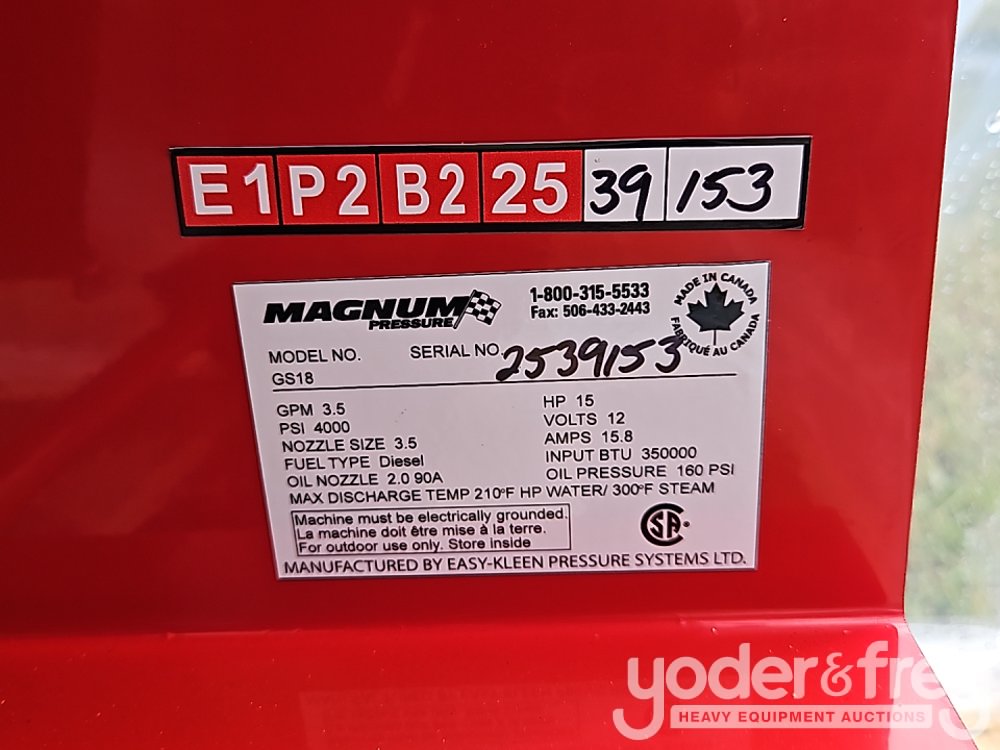 E1 P2 B2 25 39 153
MAGNUM
PRESSURE
1-800-315-5533
Fax: 506-433-2443
MADE IN CANADA
FABRIQUÉ AU CANADA
MODEL NO. SERIAL NO. 2539153
GS18
GPM 3.5
PSI 4000
NOZZLE SIZE 3.5
FUEL TYPE Diesel
OIL NOZZLE 2.0 90A
HP 15
VOLTS 12
AMPS 15.8
INPUT BTU 350000
OIL PRESSURE 160 PSI
MAX DISCHARGE TEMP 210°F HP WATER/ 300°F STEAM
Machine must be electrically grounded.
La machine doit être mise à la terre.
For outdoor use only. Store inside
SA
MANUFACTURED BY EASY-KLEEN PRESSURE SYSTEMS LTD.
yoder&frey
HEAVY EQUIPMENT AUCTIONS